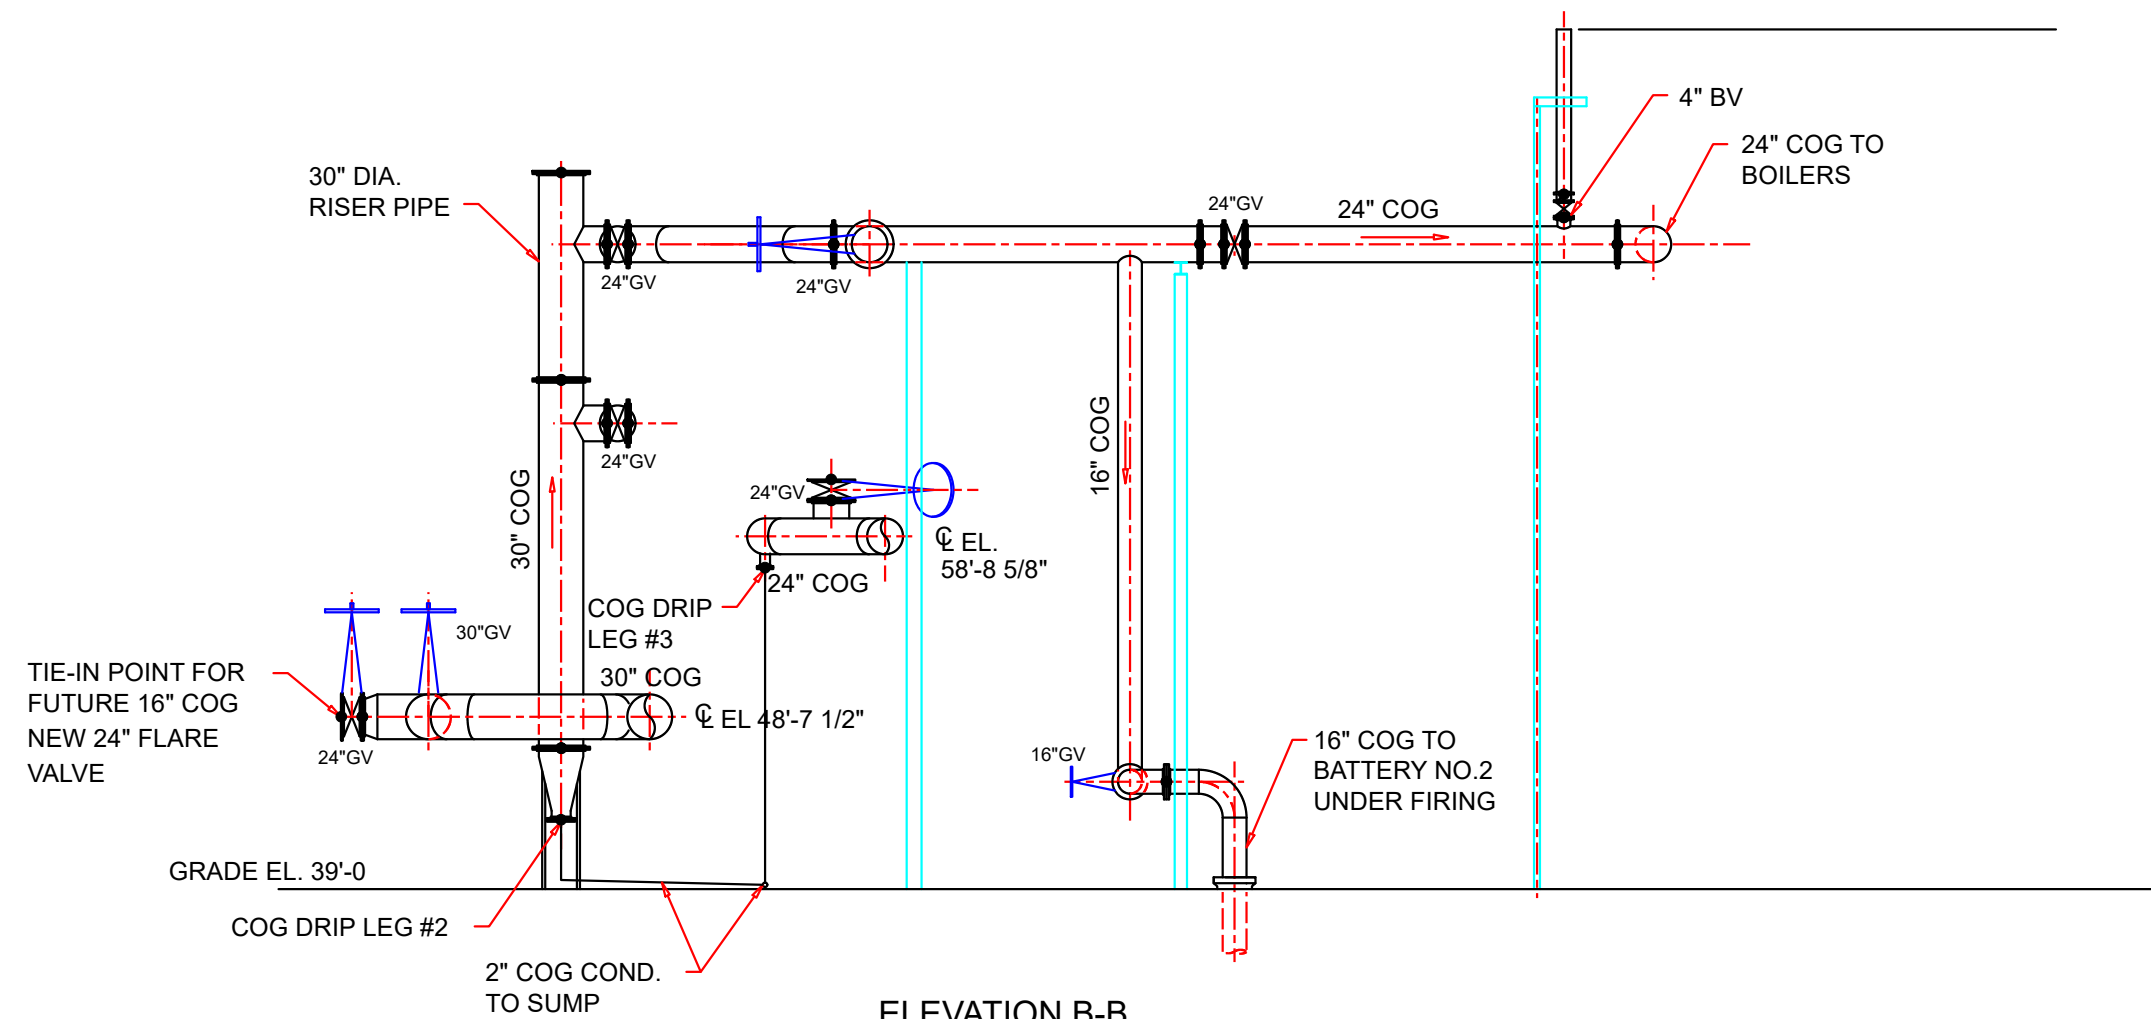 4" BV
24" COG TO
BOILERS
30" DIA.
RISER PIPE
24"GV
24" COG
24"GV
24"GV
16" COG
24"GV
30" COG
24"GV
℄ EL.
58'-8 5/8"
24" COG
COG DRIP
LEG #3
30"GV
30" COG
TIE-IN POINT FOR
FUTURE 16" COG
NEW 24" FLARE
VALVE
℄ EL 48'-7 1/2"
24"GV
16"GV
16" COG TO
BATTERY NO.2
UNDER FIRING
GRADE EL. 39'-0
COG DRIP LEG #2
2" COG COND.
TO SUMP
ELEVATION B-B